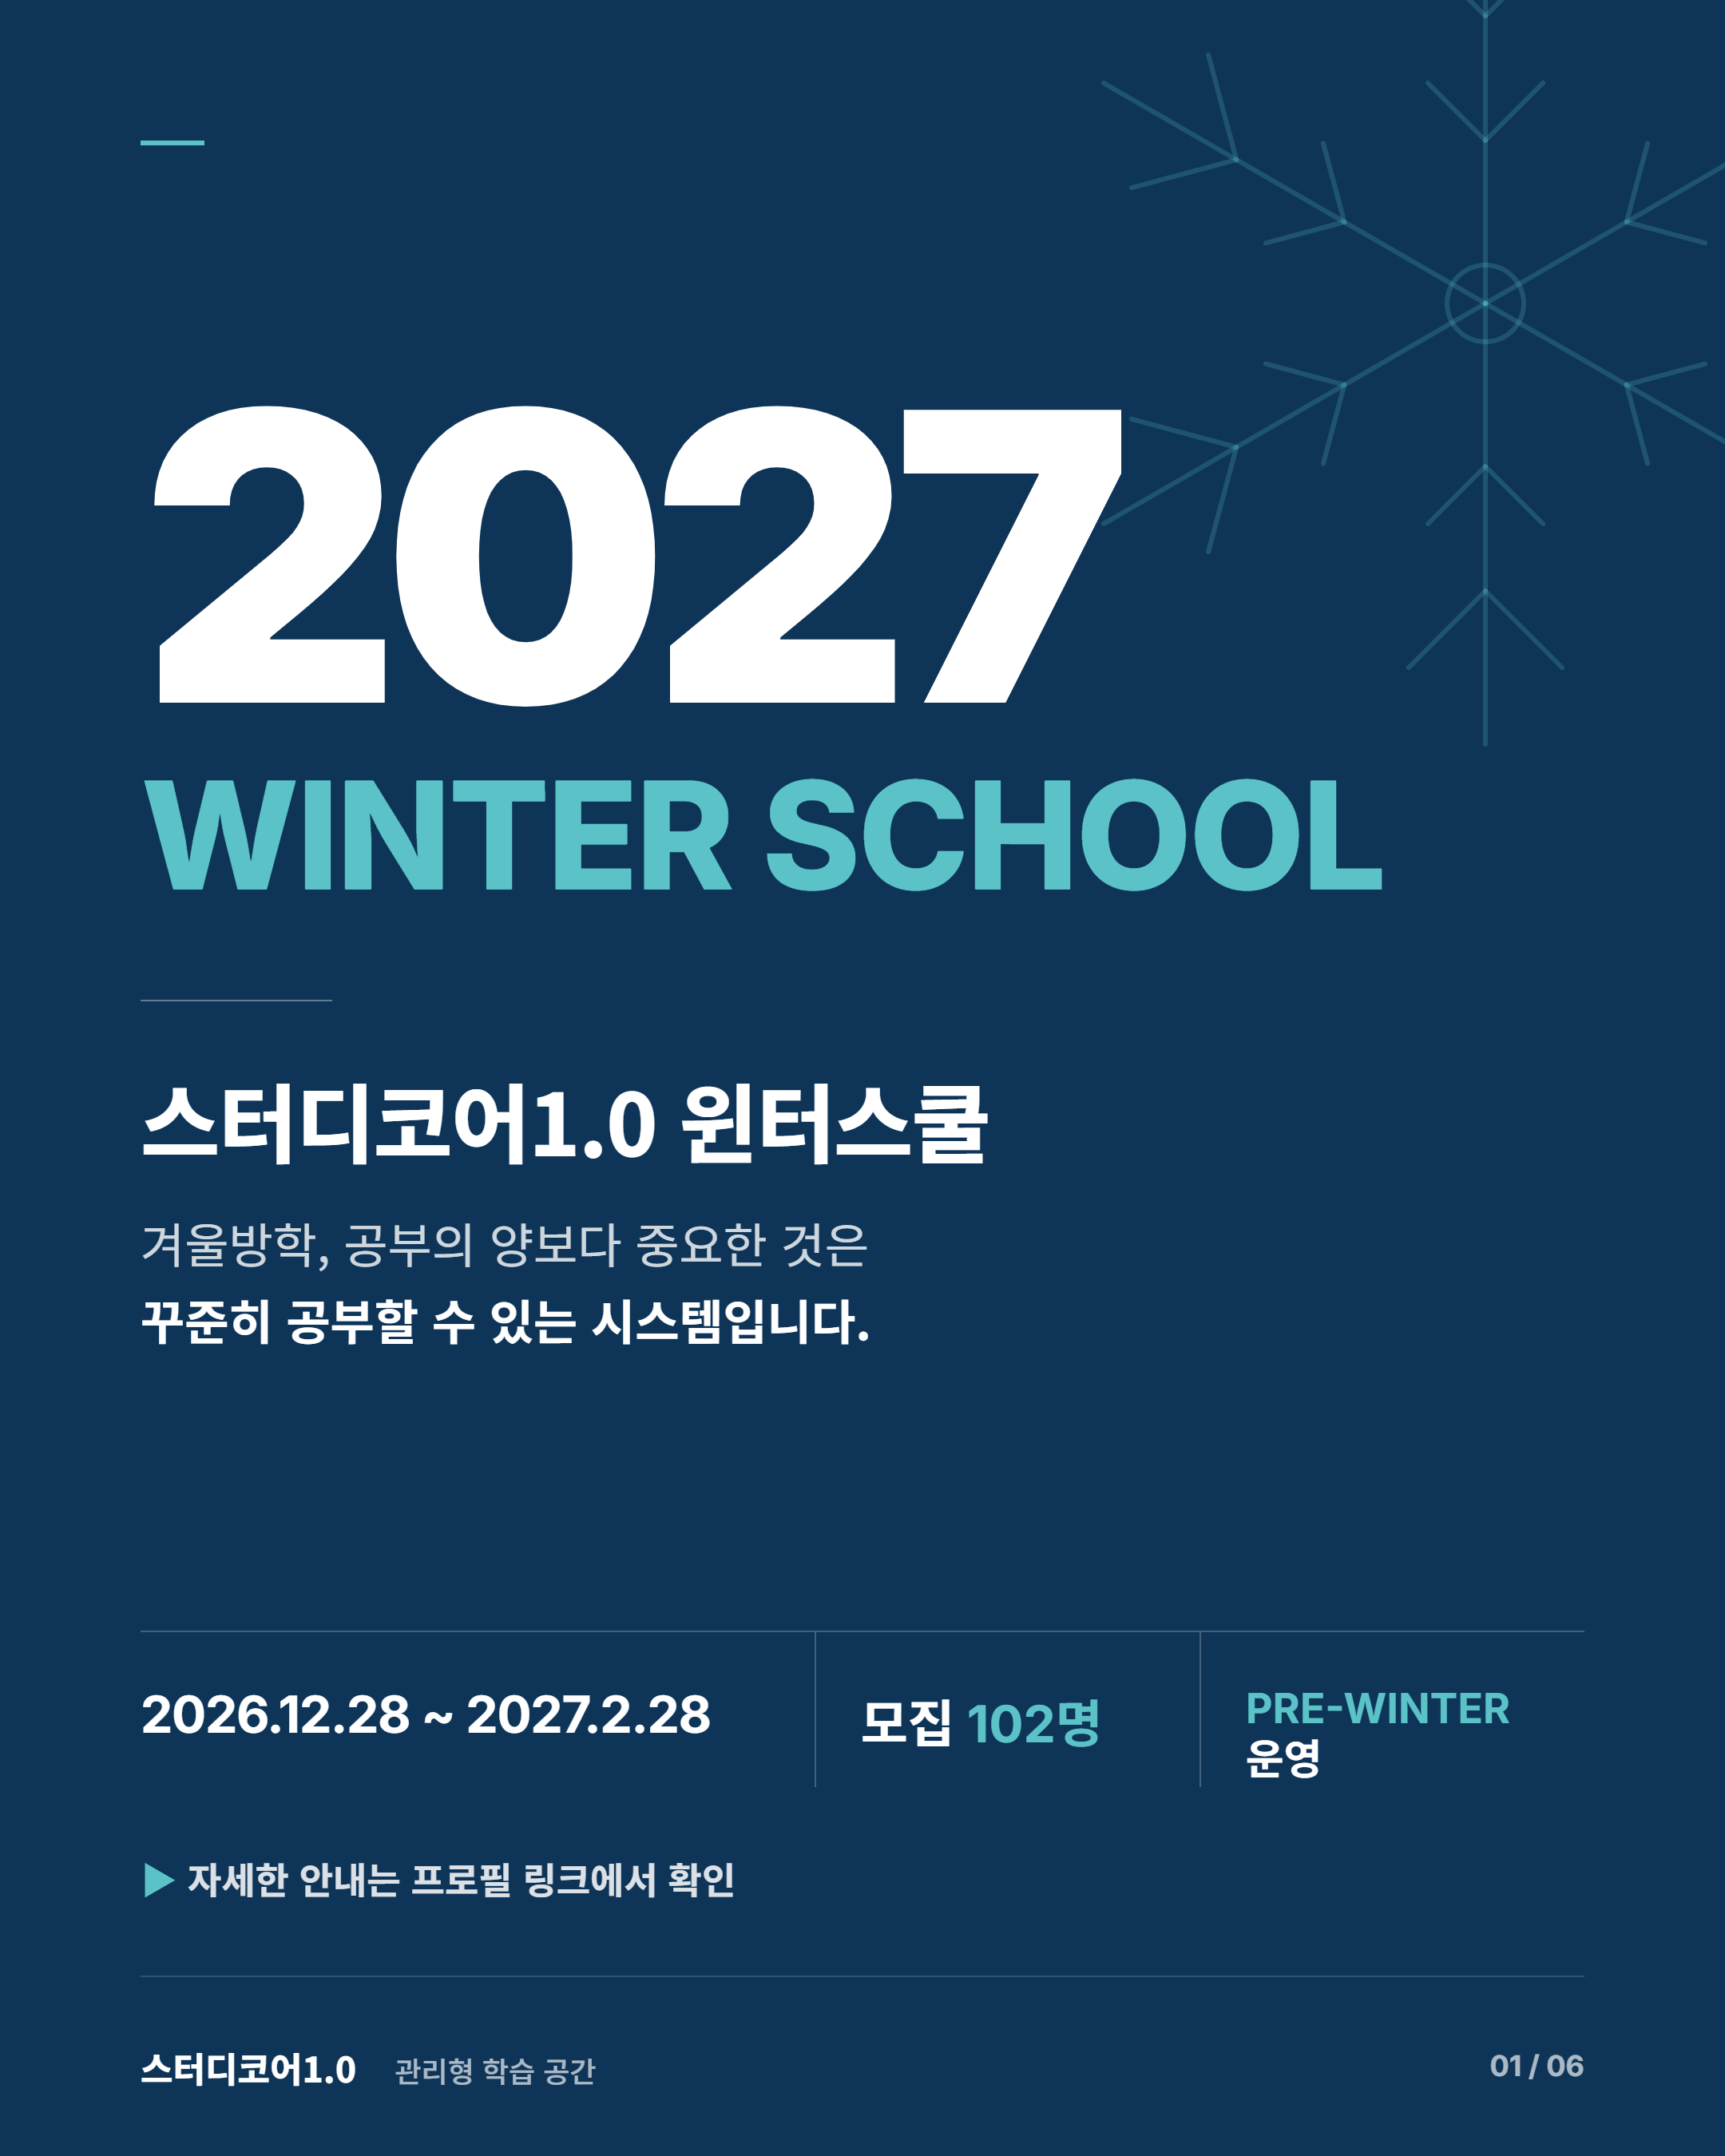 2027
WINTER SCHOOL
스터디코어1.0 윈터스쿨
겨울방학, 공부의 양보다 중요한 것은
꾸준히 공부할 수 있는 시스템입니다.
2026.12.28 ~ 2027.2.28
모집 102명
PRE-WINTER
운영
▶ 자세한 안내는 프로필 링크에서 확인
스터디코어1.0 관리형 학습 공간
01 / 06